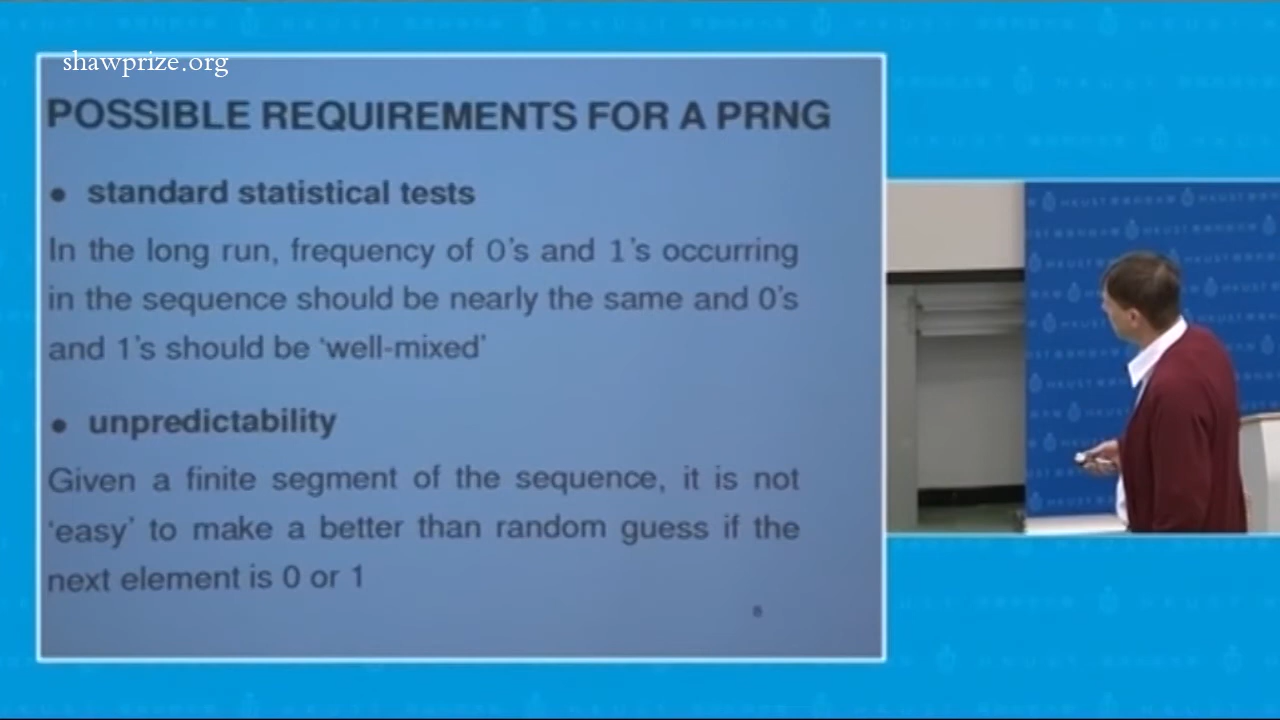 shawprize.org
POSSIBLE REQUIREMENTS FOR A PRNG
• standard statistical tests
In the long run, frequency of 0's and 1's occurring
in the sequence should be nearly the same and 0's
and 1's should be ‘well-mixed’
• unpredictability
Given a finite segment of the sequence, it is not
‘easy’ to make a better than random guess if the
next element is 0 or 1
8